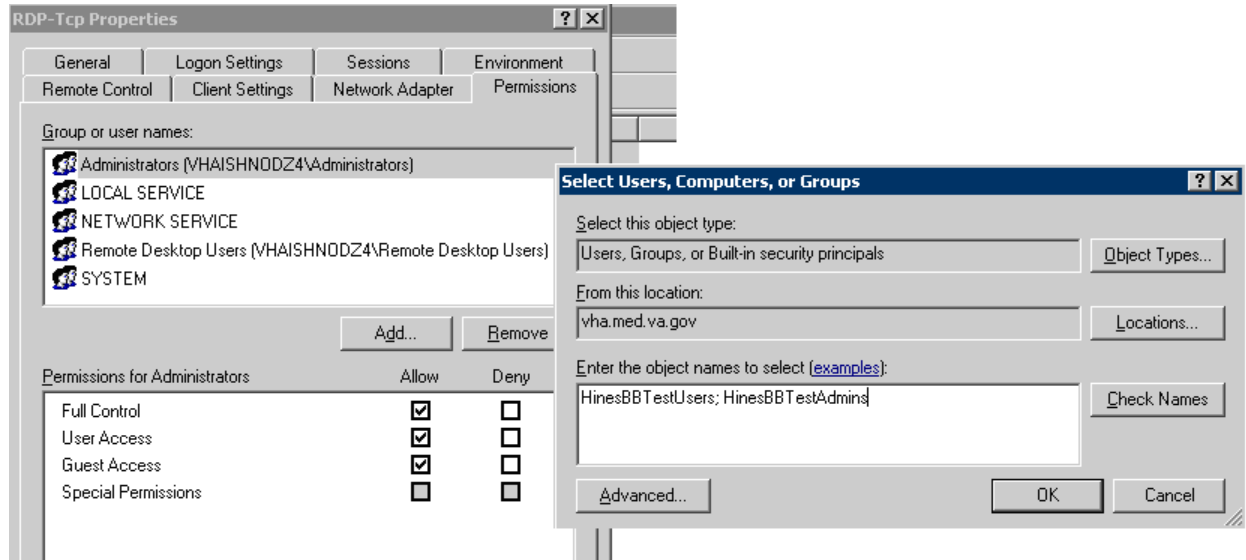 RDP-Tcp Properties
General Logon Settings Sessions Environment
Remote Control Client Settings Network Adapter Permissions
Group or user names:
Administrators (VHAISHNODZ4\Administrators)
LOCAL SERVICE
NETWORK SERVICE
Remote Desktop Users (VHAISHNODZ4\Remote Desktop Users)
SYSTEM
Add... Remove
Permissions for Administrators Allow Deny
Full Control
User Access
Guest Access
Special Permissions
Select Users, Computers, or Groups
Select this object type:
Users, Groups, or Built-in security principals Object Types...
From this location:
vha.med.va.gov Locations...
Enter the object names to select (examples):
HinesBBTestUsers; HinesBBTestAdmins Check Names
Advanced... OK Cancel